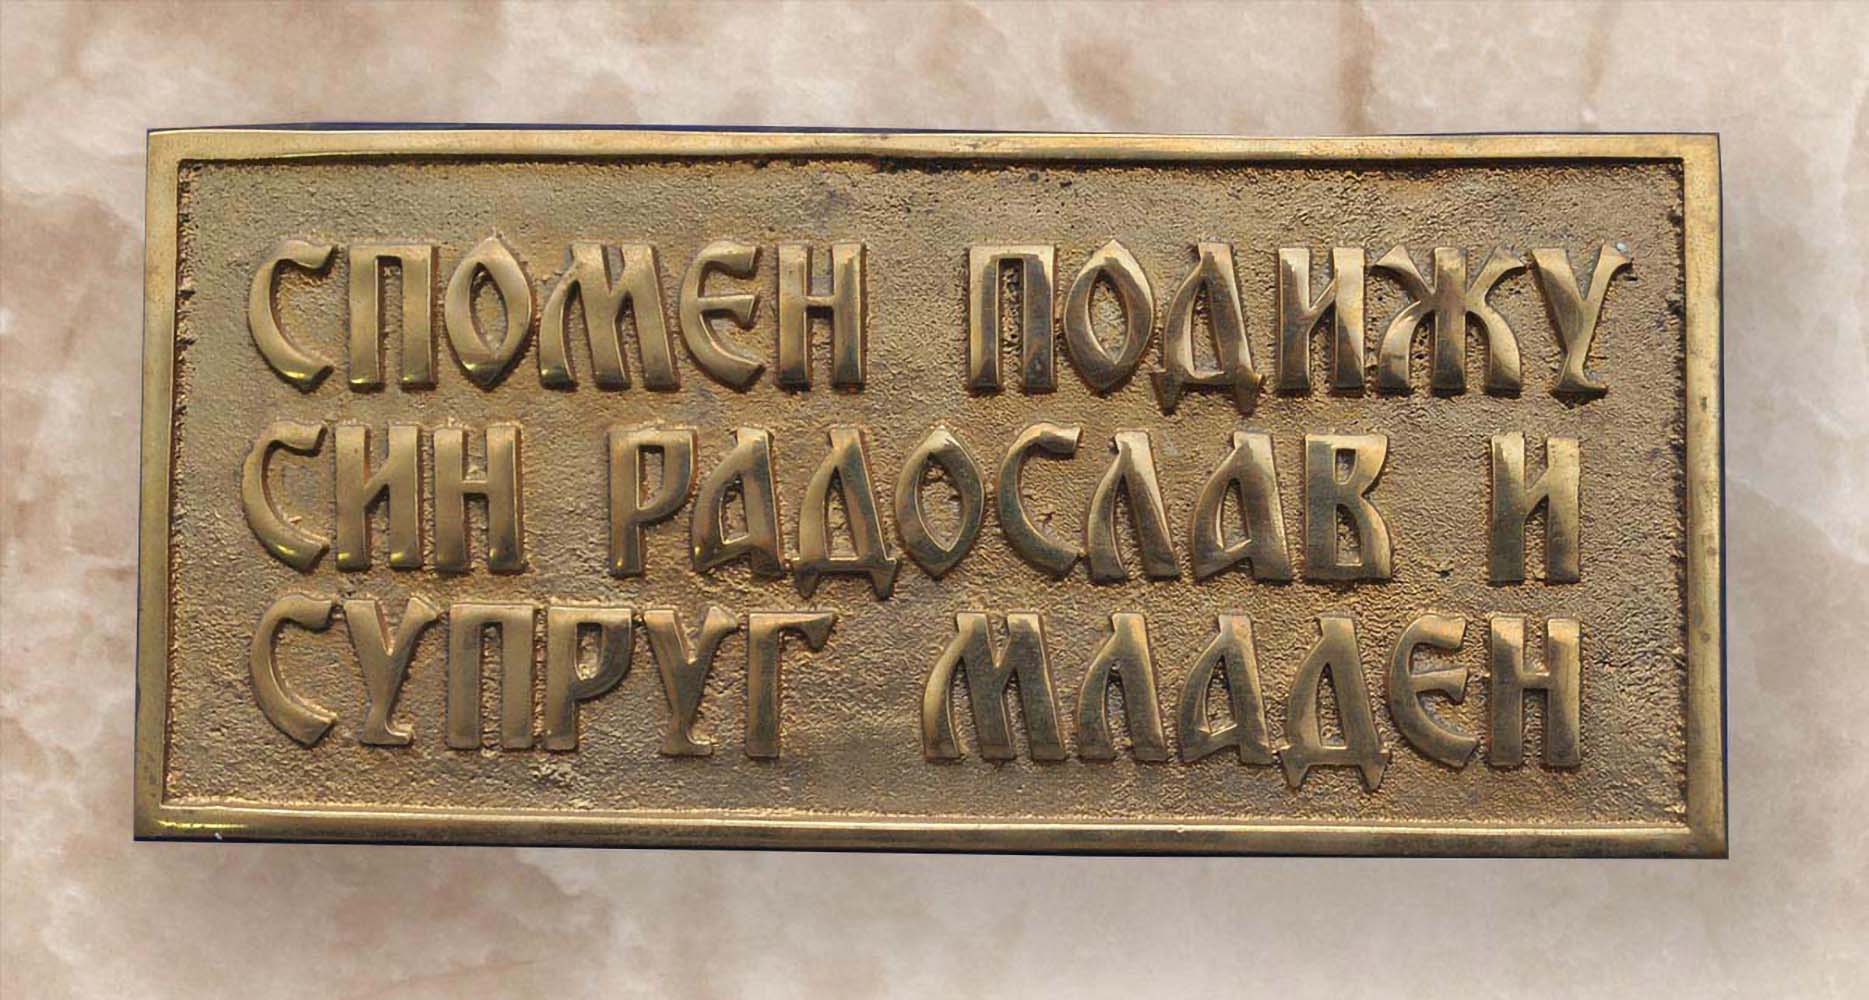 СПОМЕН ПОДИЖУ
СИН РАДОСЛАВ И
СУПРУГ МЛАДЕН